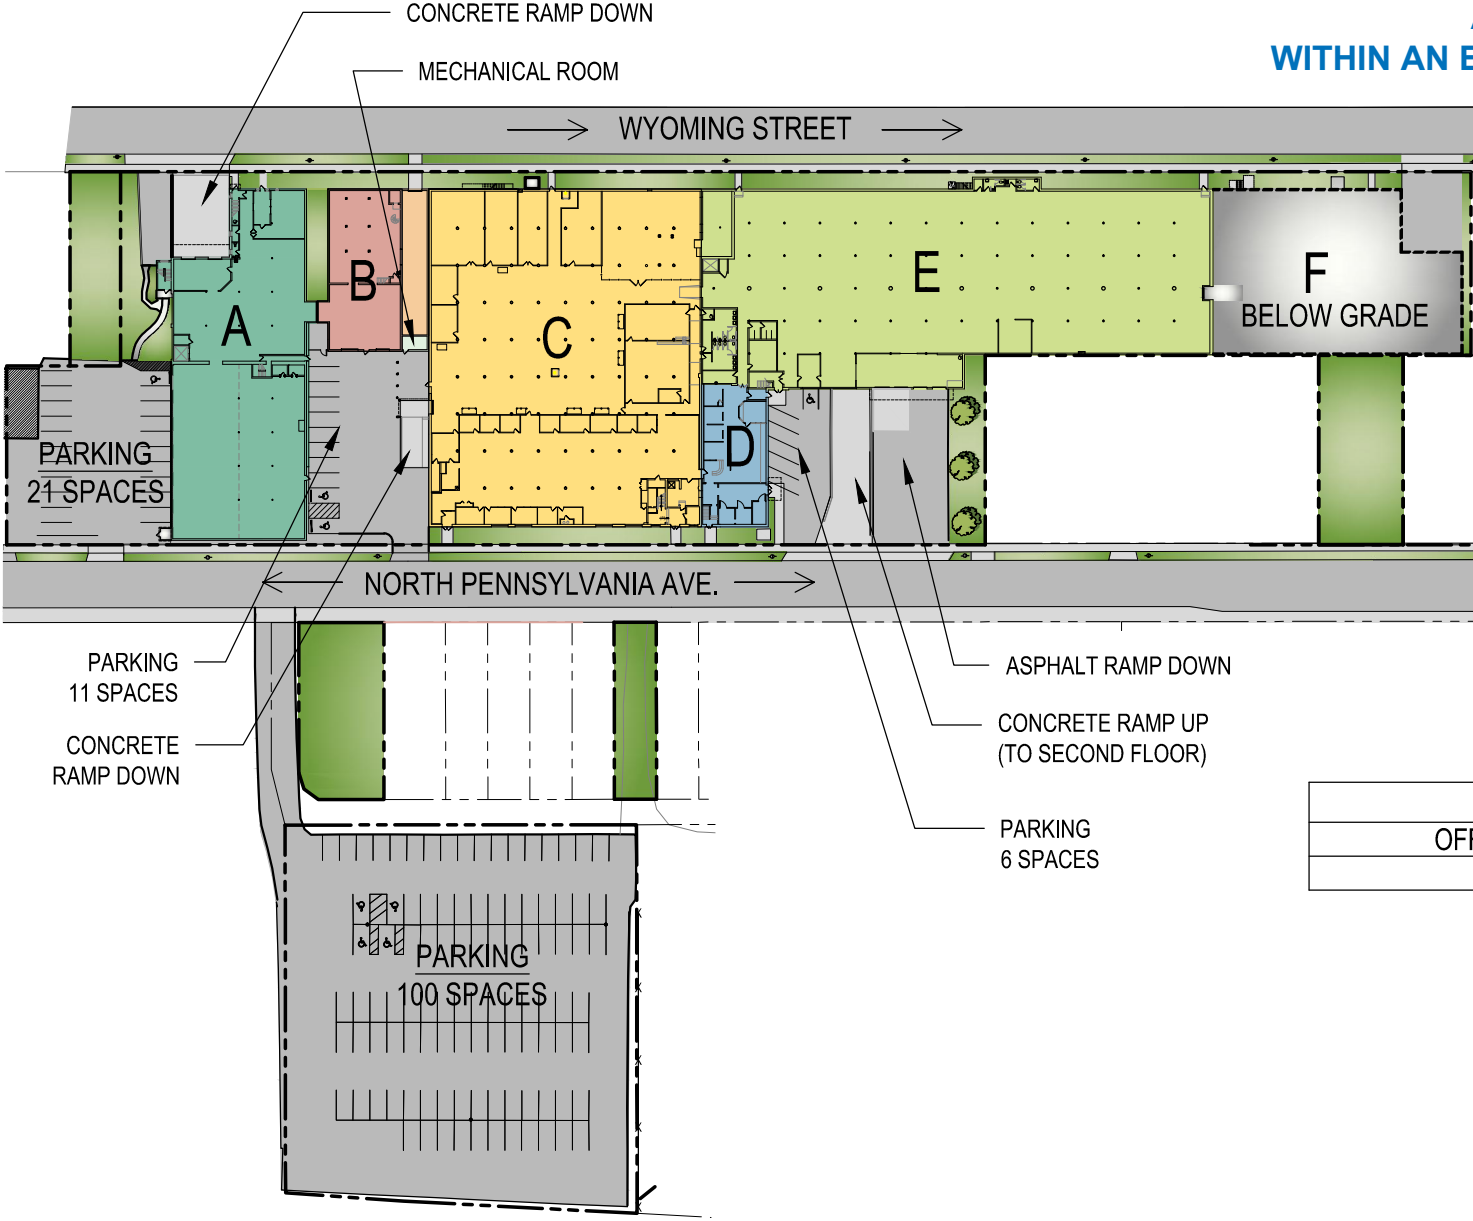 CONCRETE RAMP DOWN
WITHIN AN
MECHANICAL ROOM
WYOMING STREET
A
B
C
D
E
F
BELOW GRADE
PARKING
21 SPACES
NORTH PENNSYLVANIA AVE.
PARKING
11 SPACES
CONCRETE
RAMP DOWN
ASPHALT RAMP DOWN
CONCRETE RAMP UP
(TO SECOND FLOOR)
PARKING
6 SPACES
PARKING
100 SPACES